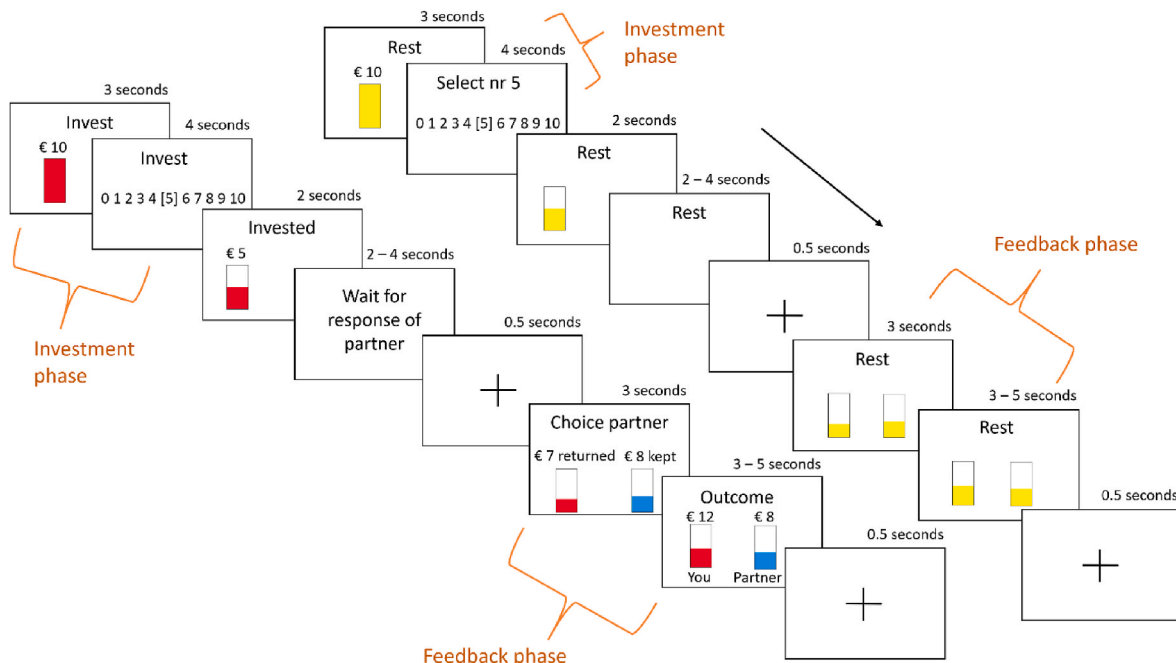 3 seconds
Invest
€ 10
4 seconds
Invest
0 1 2 3 4 [5] 6 7 8 9 10
2 seconds
Invested
€ 5
2 – 4 seconds
Wait for
response of
partner
0.5 seconds
3 seconds
Choice partner
€ 7 returned
€ 8 kept
3 – 5 seconds
Outcome
€ 12
€ 8
You
Partner
0.5 seconds
Investment
phase
Feedback phase
3 seconds
Rest
€ 10
4 seconds
Select nr 5
0 1 2 3 4 [5] 6 7 8 9 10
2 seconds
Rest
2 – 4 seconds
Rest
0.5 seconds
3 seconds
Rest
3 – 5 seconds
Rest
0.5 seconds
Investment
phase
Feedback phase